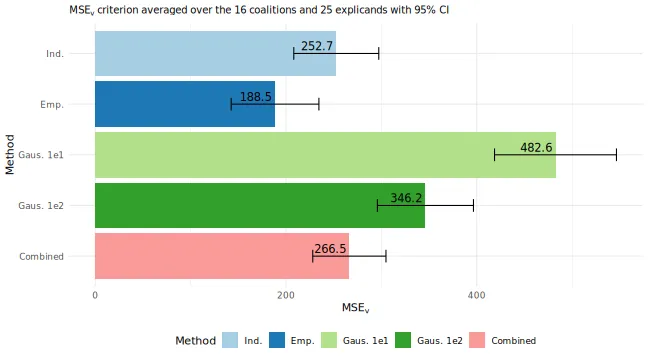 MSEv criterion averaged over the 16 coalitions and 25 explicands with 95% CI
Method
Ind.
252.7
Emp.
188.5
Gaus. 1e1
482.6
Gaus. 1e2
346.2
Combined
266.5
0 200 400
MSEv
Method Ind. Emp. Gaus. 1e1 Gaus. 1e2 Combined